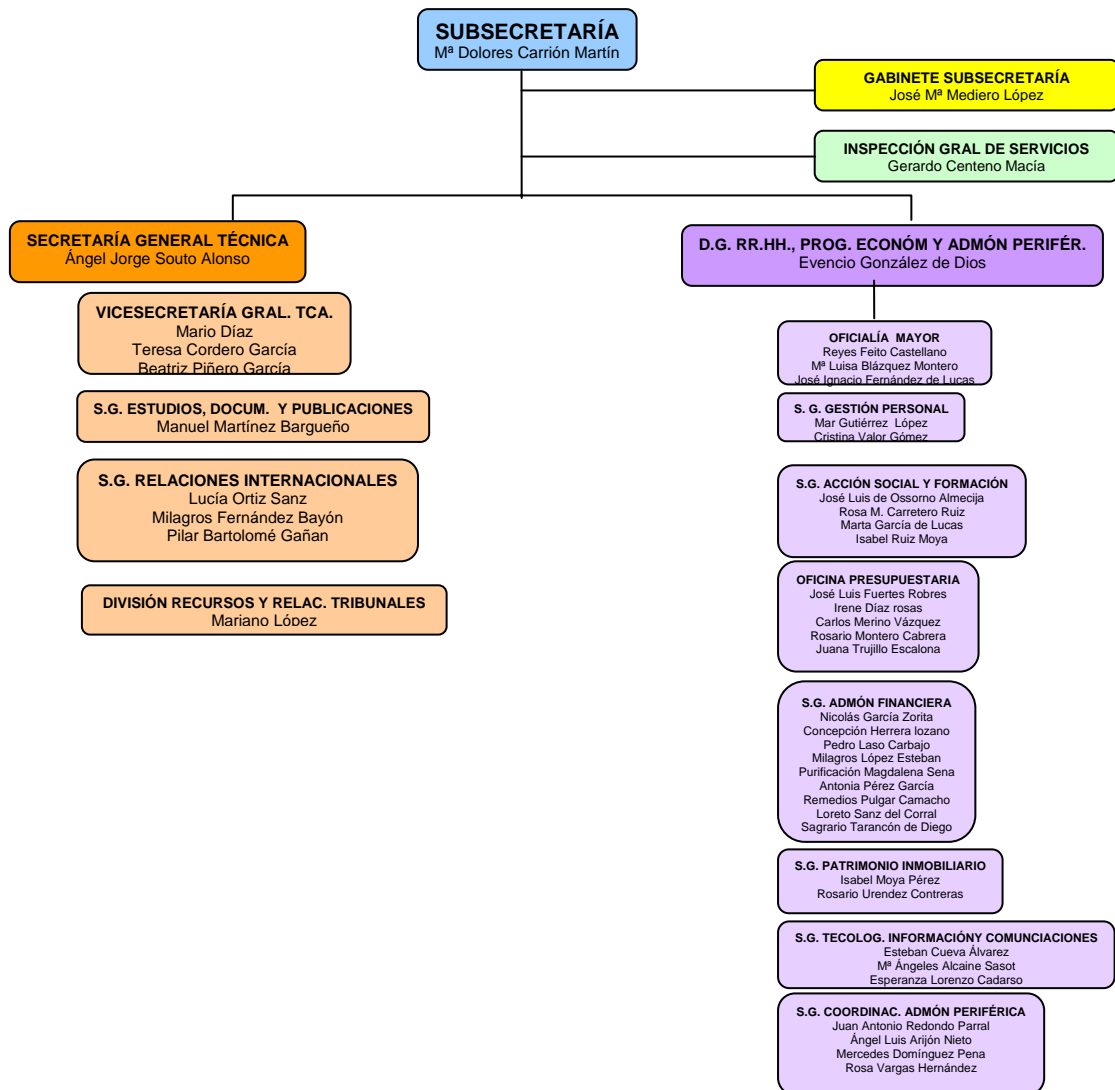 SUBSECRETARÍA
Mª Dolores Carrión Martín
GABINETE SUBSECRETARÍA
José Mª Mediero López
INSPECCIÓN GRAL DE SERVICIOS
Gerardo Centeno Macía
SECRETARÍA GENERAL TÉCNICA
Ángel Jorge Souto Alonso
D.G. RR.HH., PROG. ECONÓM Y ADMÓN PERIFÉR.
Evencio González de Dios
VICESECRETARÍA GRAL. TCA.
Mario Díaz
Teresa Cordero García
Beatriz Piñero García
S.G. ESTUDIOS, DOCUM. Y PUBLICACIONES
Manuel Martínez Bargueño
S.G. RELACIONES INTERNACIONALES
Lucía Ortiz Sanz
Milagros Fernández Bayón
Pilar Bartolomé Gañan
DIVISIÓN RECURSOS Y RELAC. TRIBUNALES
Mariano López
OFICIALÍA MAYOR
Reyes Feito Castellano
Mª Luisa Blázquez Montero
José Ignacio Fernández de Lucas
S. G. GESTIÓN PERSONAL
Mar Gutiérrez López
Cristina Valor Gómez
S.G. ACCIÓN SOCIAL Y FORMACIÓN
José Luis de Ossorno Almecija
Rosa M. Carretero Ruiz
Marta García de Lucas
Isabel Ruiz Moya
OFICINA PRESUPUESTARIA
José Luis Fuertes Robres
Irene Díaz rosas
Carlos Merino Vázquez
Rosario Montero Cabrera
Juana Trujillo Escalona
S.G. ADMÓN FINANCIERA
Nicolás García Zorita
Concepción Herrera lozano
Pedro Laso Carbajo
Milagros López Esteban
Purificación Magdalena Sena
Antonia Pérez García
Remedios Pulgar Camacho
Loreto Sanz del Corral
Sagrario Tarancón de Diego
S.G. PATRIMONIO INMOBILIARIO
Isabel Moya Pérez
Rosario Urendez Contreras
S.G. TECOLOG. INFORMACIÓNY COMUNCIACIONES
Esteban Cueva Álvarez
Mª Ángeles Alcaine Sasot
Esperanza Lorenzo Cadarso
S.G. COORDINAC. ADMÓN PERIFÉRICA
Juan Antonio Redondo Parral
Ángel Luis Arijón Nieto
Mercedes Domínguez Pena
Rosa Vargas Hernández